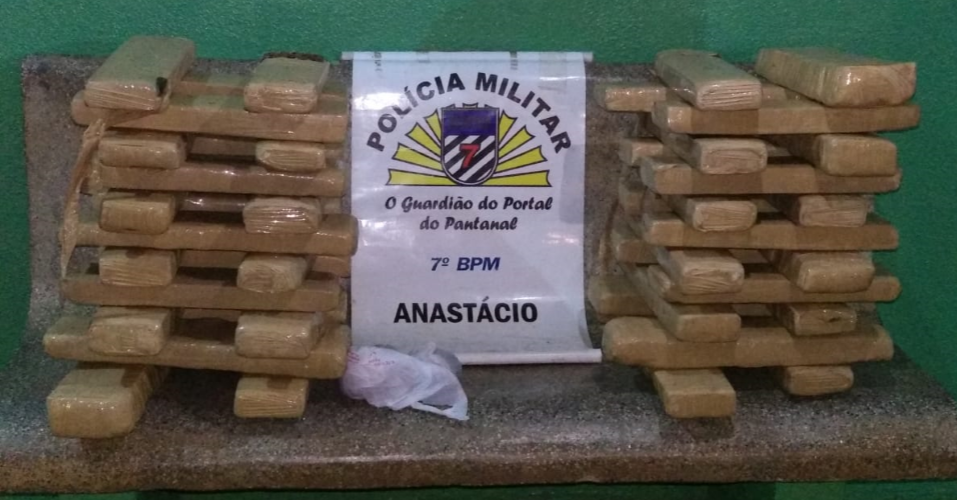 POLÍCIA MILITAR
7
O Guardião do Portal
do Pantanal
7º BPM
ANASTÁCIO